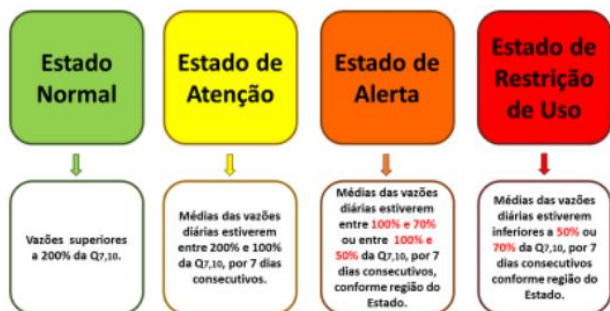 Estado
Normal
Estado de
Atenção
Estado de
Alerta
Estado de
Restrição
de Uso
Vazões superiores
a 200% da Q7,10.
Médias das vazões
diárias estiverem
entre 200% e 100%
da Q7,10, por 7 dias
consecutivos.
Médias das vazões
diárias estiverem
entre 100% e 70%
ou entre 100% e
50% da Q7,10, por 7
dias consecutivos,
conforme região do
Estado.
Médias das vazões
diárias estiverem
inferiores a 50% ou
70% da Q7,10, por 7
dias consecutivos
conforme região do
Estado.